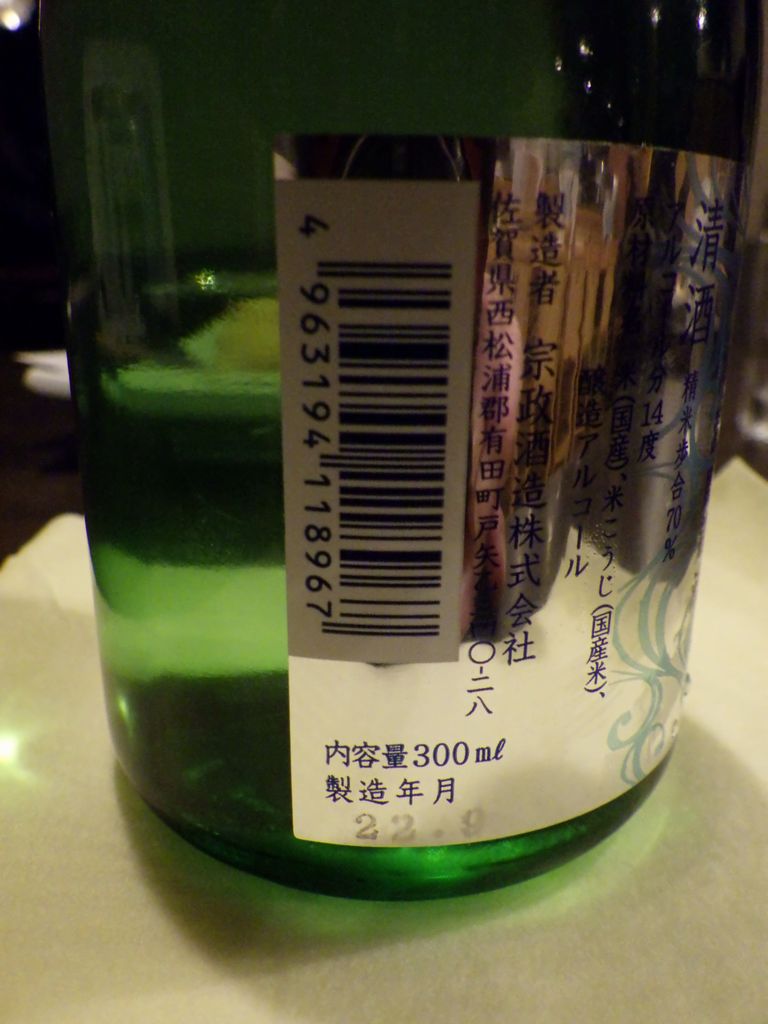 清酒
精米歩合70%
アルコール分14度
原材料名 米(国産)、米こうじ(国産米)、
醸造アルコール
製造者 宗政酒造株式会社
佐賀県西松浦郡有田町戸矢乙三四〇-二八
4 963194 118967
内容量300㎖
製造年月
22.9